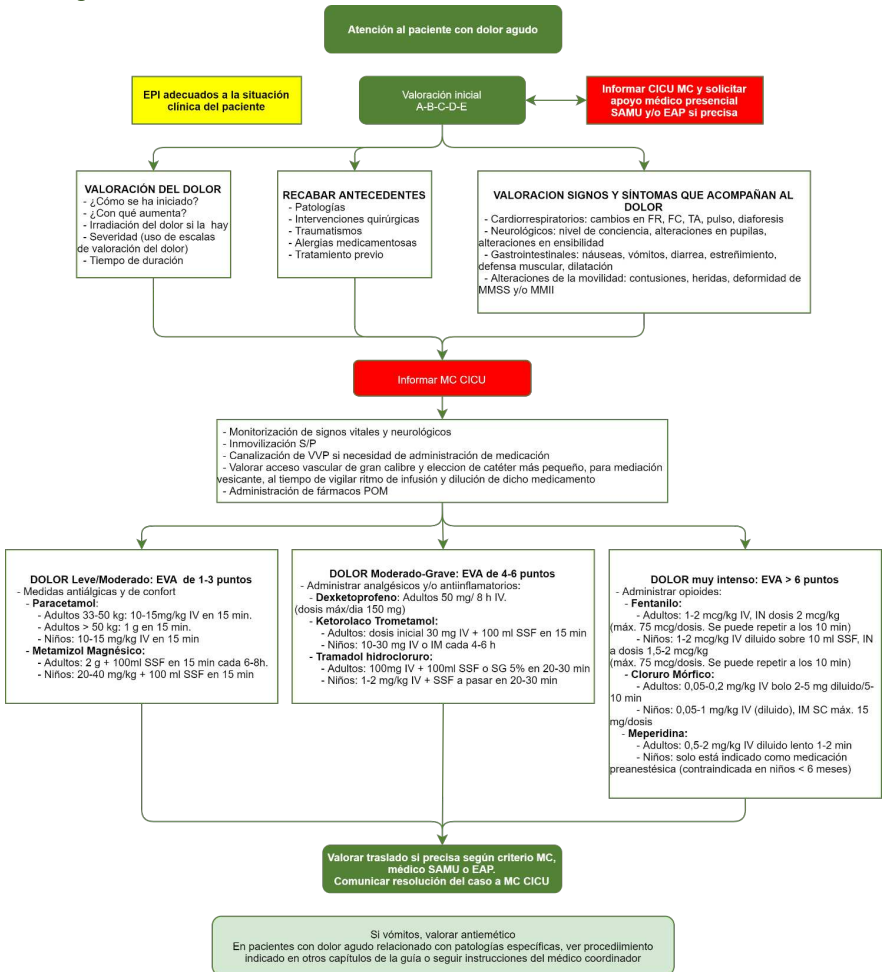 Atención al paciente con dolor agudo
EPI adecuados a la situación
clínica del paciente
Valoración inicial
A-B-C-D-E
Informar CICU MC y solicitar
apoyo médico presencial
SAMU y/o EAP si precisa
VALORACIÓN DEL DOLOR
- ¿Cómo se ha iniciado?
- ¿Con qué aumenta?
- Irradiación del dolor si la hay
- Severidad (uso de escalas
de valoración del dolor)
- Tiempo de duración
RECABAR ANTECEDENTES
- Patologías
- Intervenciones quirúrgicas
- Traumatismos
- Alergias medicamentosas
- Tratamiento previo
VALORACION SIGNOS Y SÍNTOMAS QUE ACOMPAÑAN AL
DOLOR
- Cardiorrespiratorios: cambios en FR, FC, TA, pulso, diaforesis
- Neurológicos: nivel de conciencia, alteraciones en pupilas,
alteraciones en ensibilidad
- Gastrointestinales: náuseas, vómitos, diarrea, estreñimiento,
defensa muscular, dilatación
- Alteraciones de la movilidad: contusiones, heridas, deformidad de
MMSS y/o MMII
Informar MC CICU
- Monitorización de signos vitales y neurológicos
- Inmovilización S/P
- Canalización de VVP si necesidad de administración de medicación
- Valorar acceso vascular de gran calibre y eleccion de catéter más pequeño, para mediación
vesicante, al tiempo de vigilar ritmo de infusión y dilución de dicho medicamento
- Administración de fármacos POM
DOLOR Leve/Moderado: EVA de 1-3 puntos
- Medidas antiálgicas y de confort
- Paracetamol:
- Adultos 33-50 kg: 10-15mg/kg IV en 15 min.
- Adultos > 50 kg: 1 g en 15 min.
- Niños: 10-15 mg/kg IV en 15 min
- Metamizol Magnésico:
- Adultos: 2 g + 100ml SSF en 15 min cada 6-8h.
- Niños: 20-40 mg/kg + 100 ml SSF en 15 min
DOLOR Moderado-Grave: EVA de 4-6 puntos
- Administrar analgésicos y/o antiinflamatorios:
- Dexketoprofeno: Adultos 50 mg/ 8 h IV.
(dosis máx/dia 150 mg)
- Ketorolaco Trometamol:
- Adultos: dosis inicial 30 mg IV + 100 ml SSF en 15 min
- Niños: 10-30 mg IV o IM cada 4-6 h
- Tramadol hidrocloruro:
- Adultos: 100mg IV + 100ml SSF o SG 5% en 20-30 min
- Niños: 1-2 mg/kg IV + SSF a pasar en 20-30 min
DOLOR muy intenso: EVA > 6 puntos
- Administrar opioides:
- Fentanilo:
- Adultos: 1-2 mcg/kg IV, IN dosis 2 mcg/kg
(máx. 75 mcg/dosis. Se puede repetir a los 10 min)
- Niños: 1-2 mcg/kg IV diluido sobre 10 ml SSF, IN
a dosis 1,5-2 mcg/kg
(máx. 75 mcg/dosis. Se puede repetir a los 10 min)
- Cloruro Mórfico:
- Adultos: 0,05-0,2 mg/kg IV bolo 2-5 mg diluido/5-
10 min
- Niños: 0,05-1 mg/kg IV (diluido), IM SC máx. 15
mg/dosis
- Meperidina:
- Adultos: 0,5-2 mg/kg IV diluido lento 1-2 min
- Niños: solo está indicado como medicación
preanestésica (contraindicada en niños < 6 meses)
Valorar traslado si precisa según criterio MC,
médico SAMU o EAP.
Comunicar resolución del caso a MC CICU
Si vómitos, valorar antiemético
En pacientes con dolor agudo relacionado con patologías específicas, ver procediimiento
indicado en otros capítulos de la guía o seguir instrucciones del médico coordinador